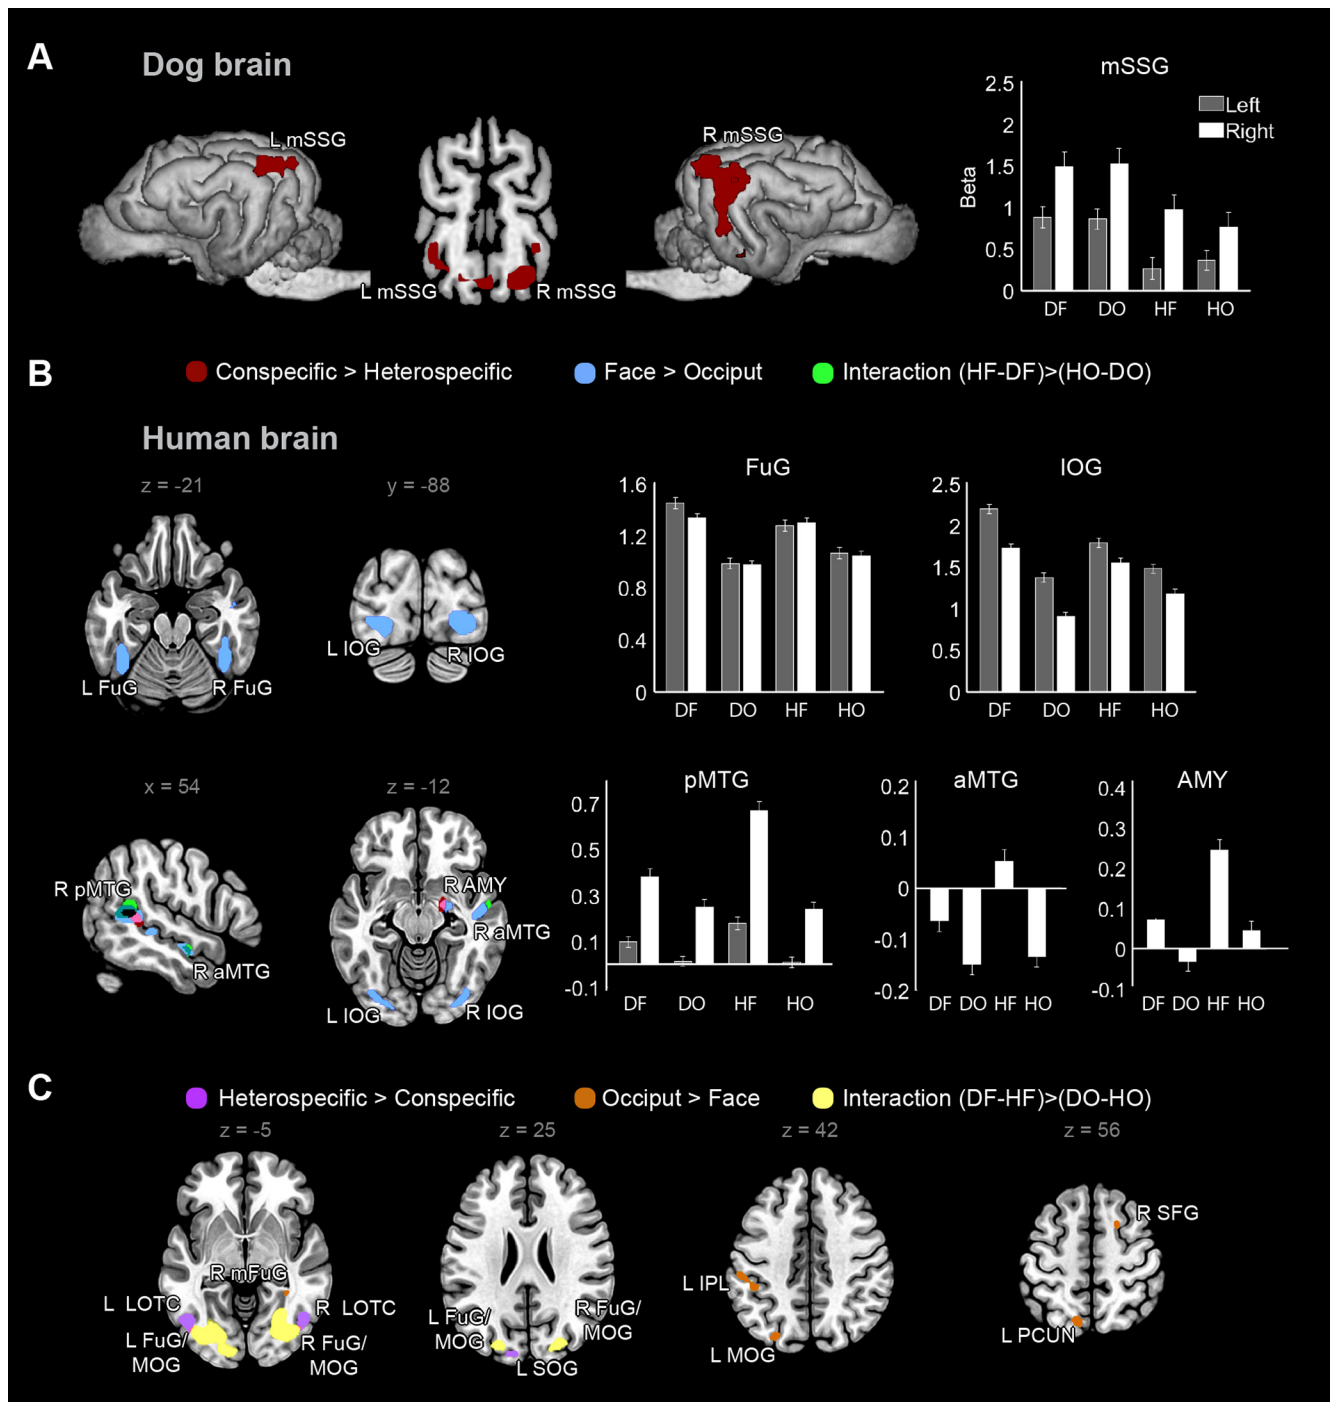 A
Dog brain
L mSSG
R mSSG
L mSSG
R mSSG
mSSG
Left
Right
Beta
2.5
2
1.5
1
0.5
0
DF DO HF HO
B
Conspecific > Heterospecific
Face > Occiput
Interaction (HF-DF)>(HO-DO)
Human brain
z = -21
L FuG
R FuG
y = -88
L IOG
R IOG
FuG
1.6
1.2
0.8
0.4
0
DF DO HF HO
IOG
2.5
2
1.5
1
0.5
0
DF DO HF HO
x = 54
R pMTG
R aMTG
z = -12
R AMY
R aMTG
L IOG
R IOG
pMTG
0.7
0.5
0.3
0.1
-0.1
DF DO HF HO
aMTG
0.2
0.1
0
-0.1
-0.2
DF DO HF HO
AMY
0.4
0.3
0.2
0.1
0
-0.1
DF DO HF HO
C
Heterospecific > Conspecific
Occiput > Face
Interaction (DF-HF)>(DO-HO)
z = -5
R mFuG
L LOTC
R LOTC
L FuG/
MOG
R FuG/
MOG
z = 25
L FuG/
MOG
R FuG/
MOG
L SOG
z = 42
L IPL
L MOG
z = 56
R SFG
L PCUN